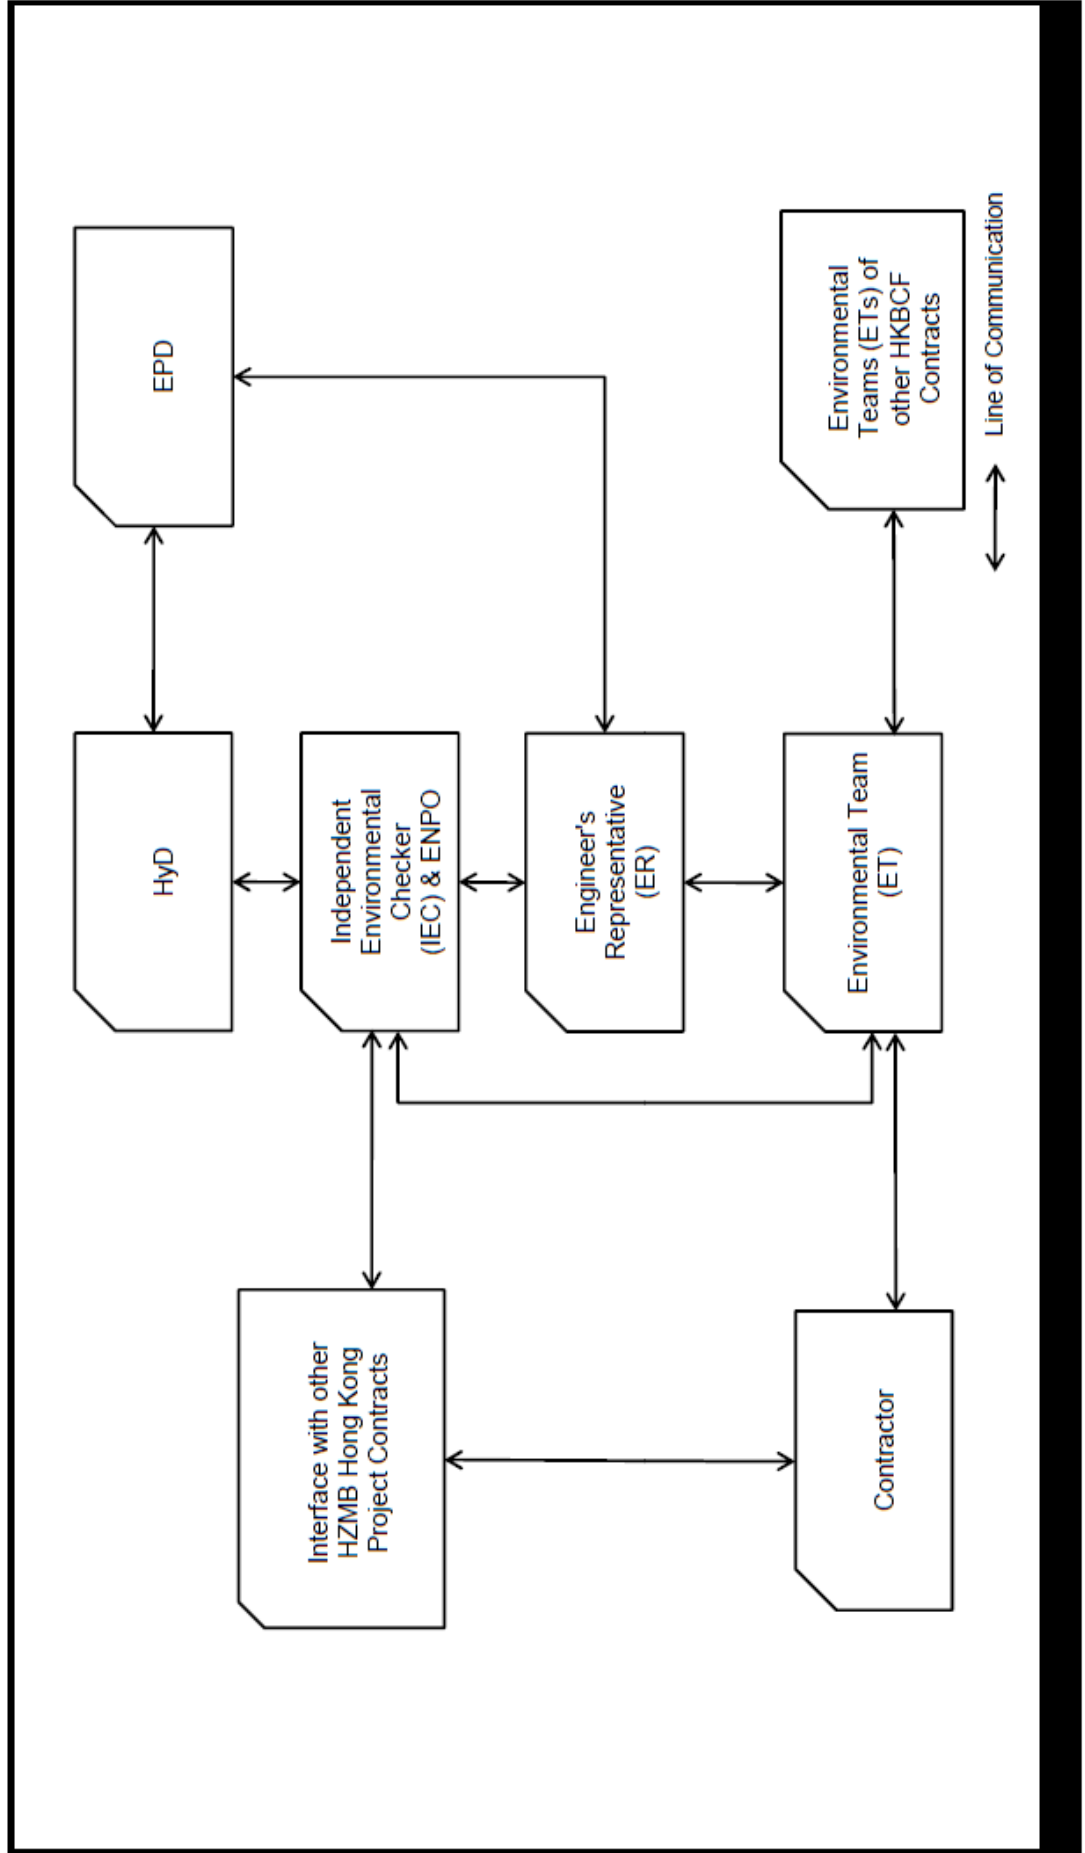 HyD
EPD
Interface with other
HZMB Hong Kong
Project Contracts
Independent
Environmental
Checker
(IEC) & ENPO
Engineer's
Representative
(ER)
Contractor
Environmental Team
(ET)
Environmental
Teams (ETs) of
other HKBCF
Contracts
Line of Communication